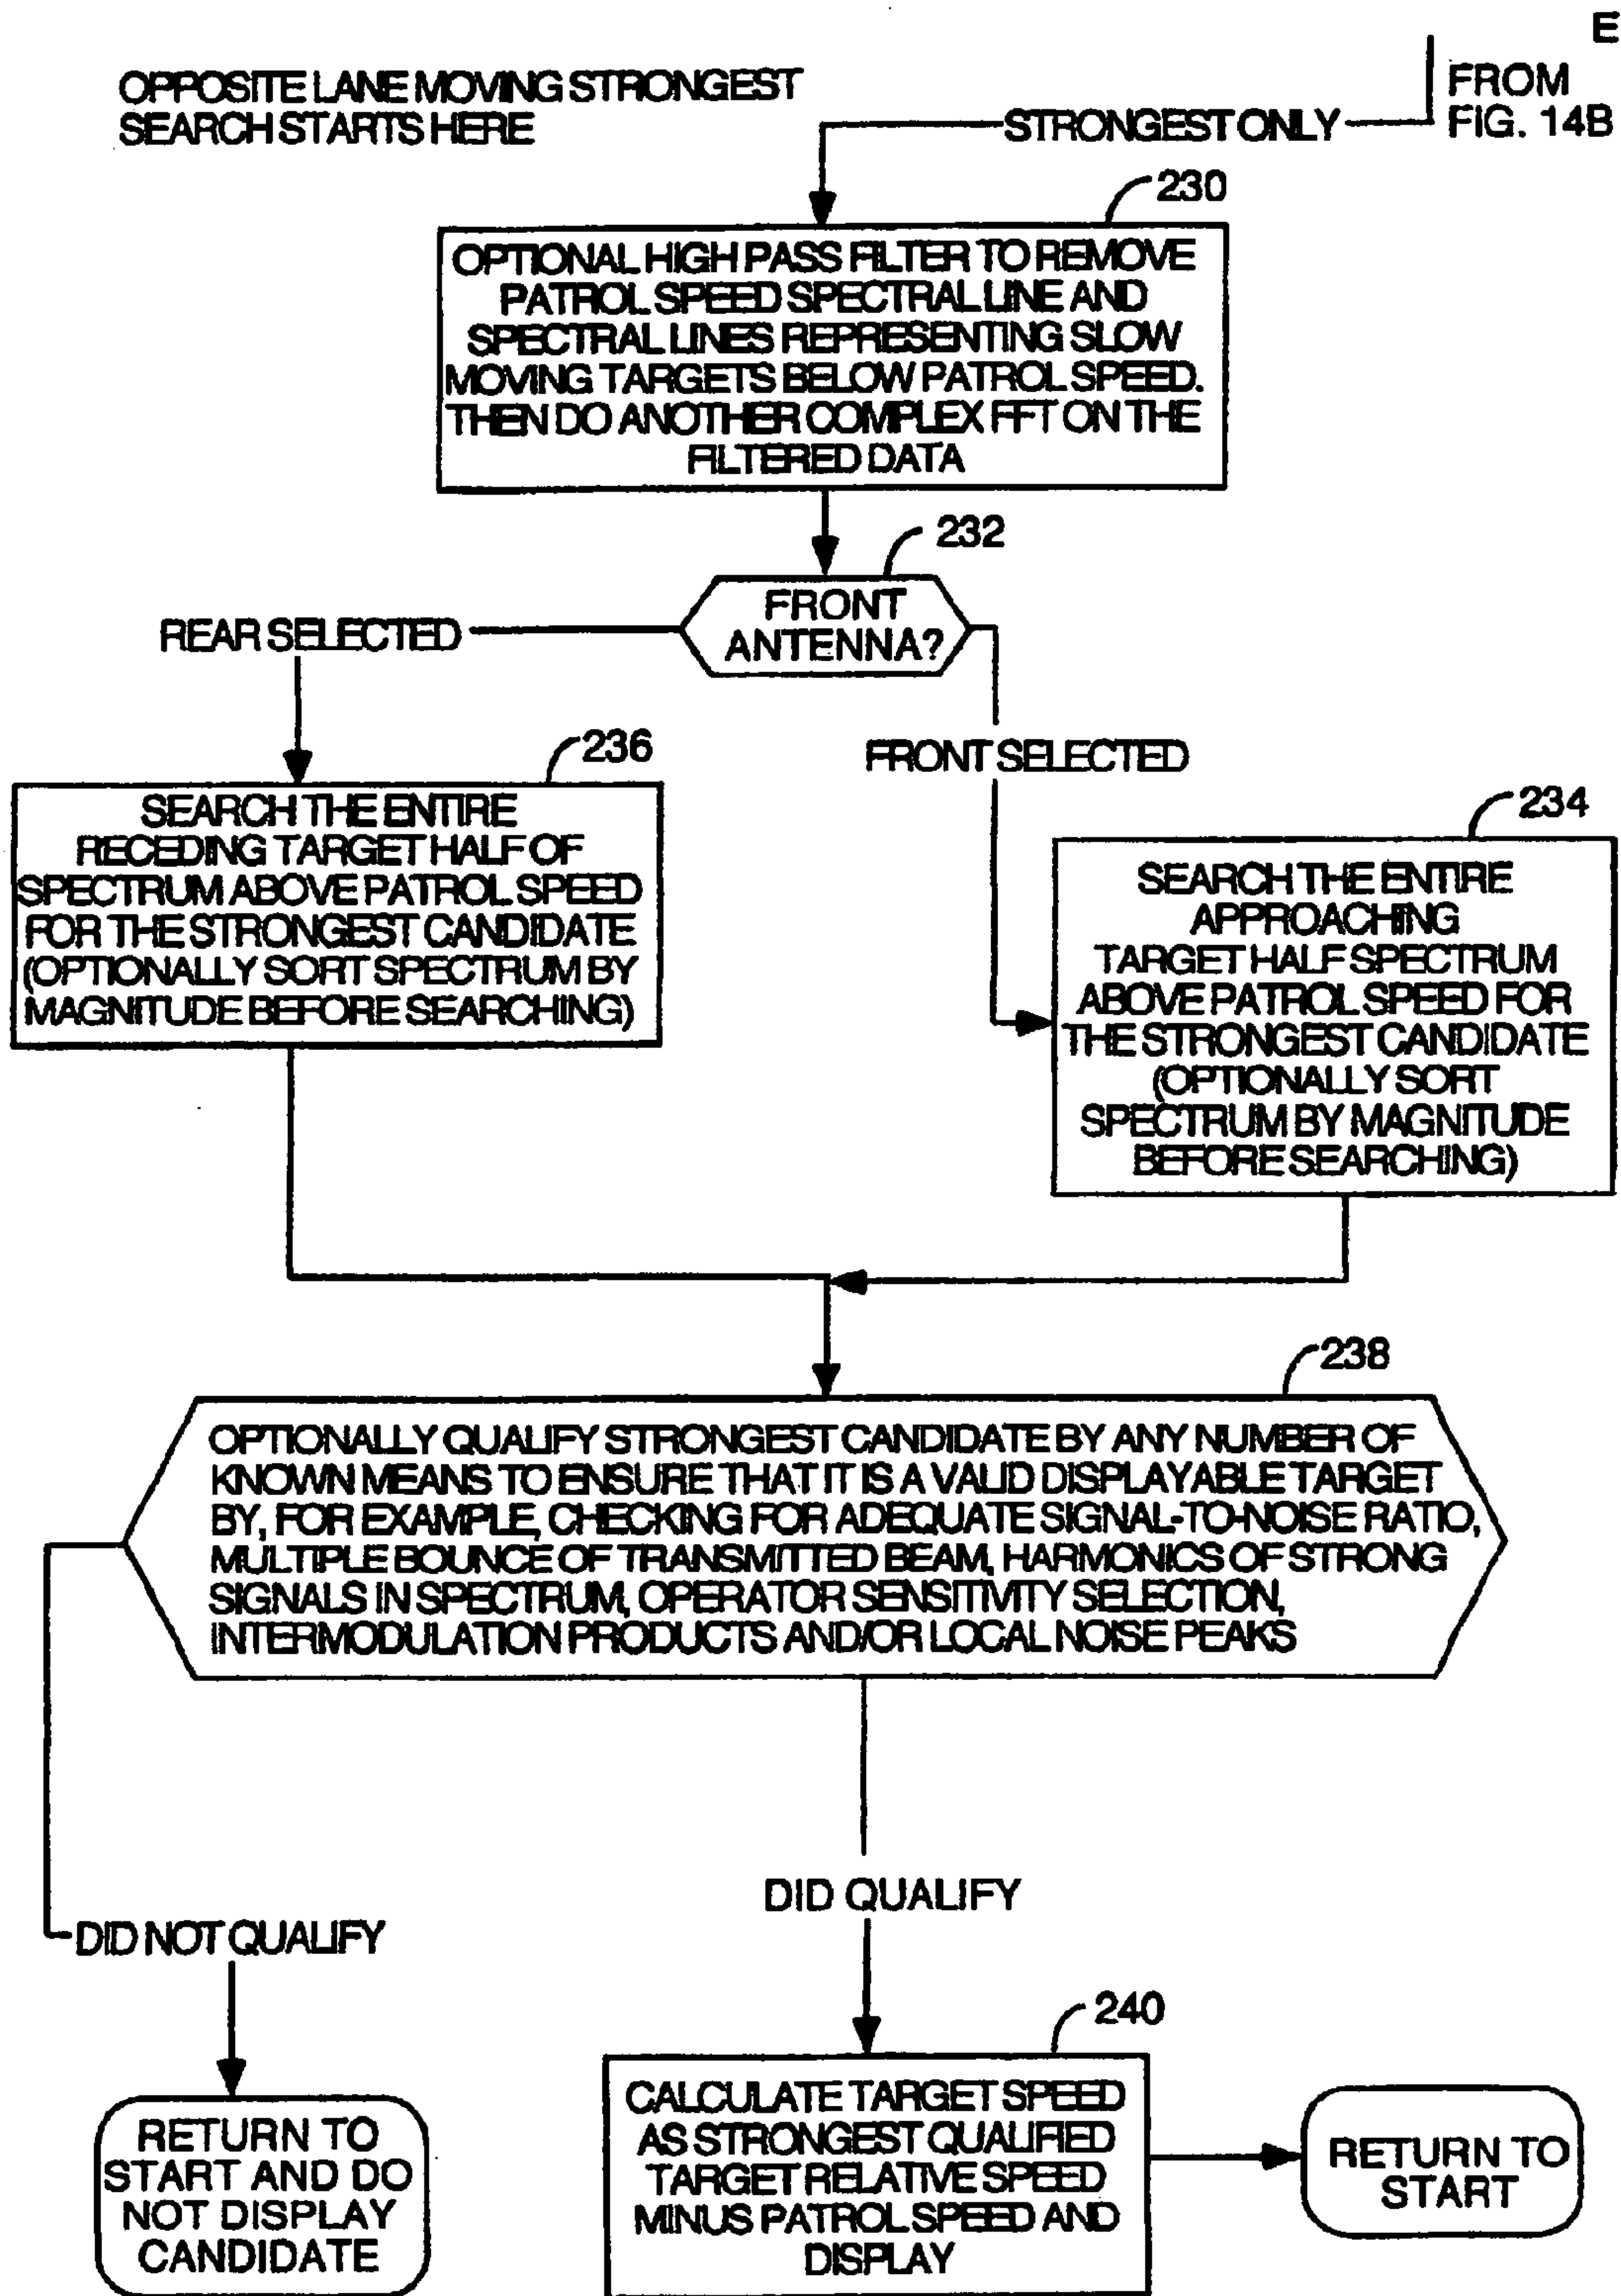 E
OPPOSITE LANE MOVING STRONGEST
SEARCH STARTS HERE
STRONGEST ONLY
FROM
FIG. 14B
230
OPTIONAL HIGH PASS FILTER TO REMOVE
PATROL SPEED SPECTRAL LINE AND
SPECTRAL LINES REPRESENTING SLOW
MOVING TARGETS BELOW PATROL SPEED.
THEN DO ANOTHER COMPLEX FFT ON THE
FILTERED DATA
232
FRONT
ANTENNA?
REAR SELECTED
FRONT SELECTED
236
SEARCH THE ENTIRE
RECEDING TARGET HALF OF
SPECTRUM ABOVE PATROL SPEED
FOR THE STRONGEST CANDIDATE
(OPTIONALLY SORT SPECTRUM BY
MAGNITUDE BEFORE SEARCHING)
234
SEARCH THE ENTIRE
APPROACHING
TARGET HALF SPECTRUM
ABOVE PATROL SPEED FOR
THE STRONGEST CANDIDATE
(OPTIONALLY SORT
SPECTRUM BY MAGNITUDE
BEFORE SEARCHING)
238
OPTIONALLY QUALIFY STRONGEST CANDIDATE BY ANY NUMBER OF
KNOWN MEANS TO ENSURE THAT IT IS A VALID DISPLAYABLE TARGET
BY, FOR EXAMPLE, CHECKING FOR ADEQUATE SIGNAL-TO-NOISE RATIO,
MULTIPLE BOUNCE OF TRANSMITTED BEAM, HARMONICS OF STRONG
SIGNALS IN SPECTRUM, OPERATOR SENSITIVITY SELECTION,
INTERMODULATION PRODUCTS AND/OR LOCAL NOISE PEAKS
DID NOT QUALIFY
DID QUALIFY
RETURN TO
START AND DO
NOT DISPLAY
CANDIDATE
240
CALCULATE TARGET SPEED
AS STRONGEST QUALIFIED
TARGET RELATIVE SPEED
MINUS PATROL SPEED AND
DISPLAY
RETURN TO
START